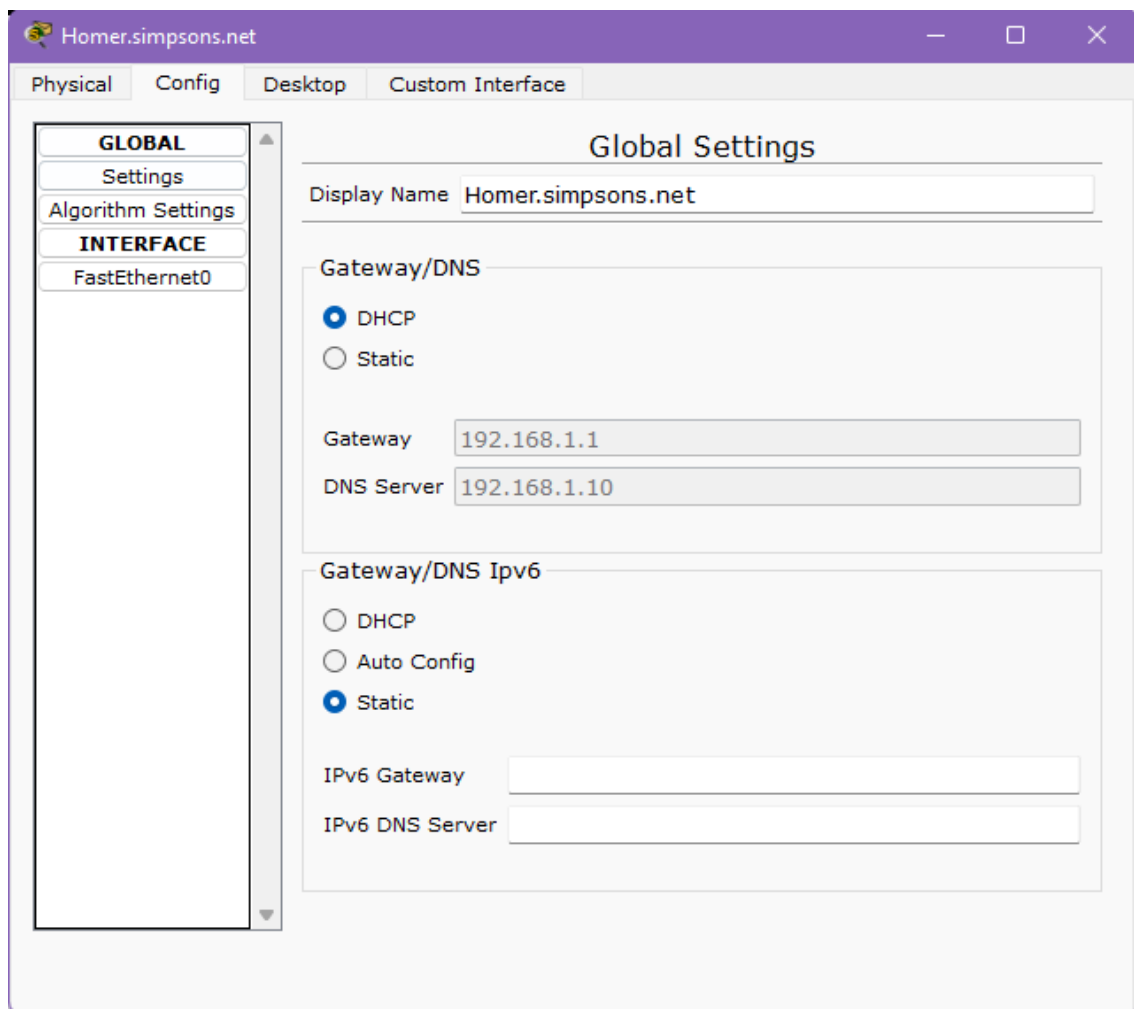 Homer.simpsons.net
Physical Config Desktop Custom Interface
GLOBAL
Settings
Algorithm Settings
INTERFACE
FastEthernet0
Global Settings
Display Name Homer.simpsons.net
Gateway/DNS
DHCP
Static
Gateway 192.168.1.1
DNS Server 192.168.1.10
Gateway/DNS Ipv6
DHCP
Auto Config
Static
IPv6 Gateway
IPv6 DNS Server